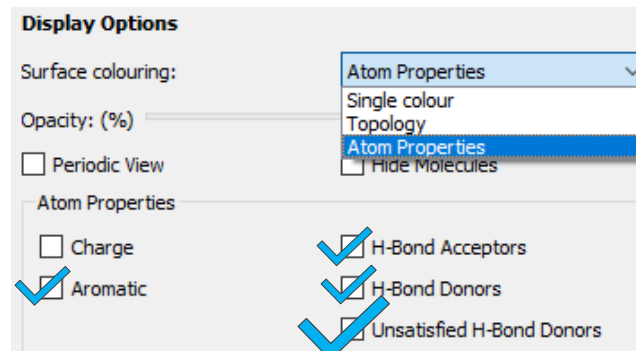 Display Options
Surface colouring: Atom Properties
Single colour
Opacity: (%) Topology
Atom Properties
Periodic View Hide Molecules
Atom Properties
Charge H-Bond Acceptors
Aromatic H-Bond Donors
Unsatisfied H-Bond Donors